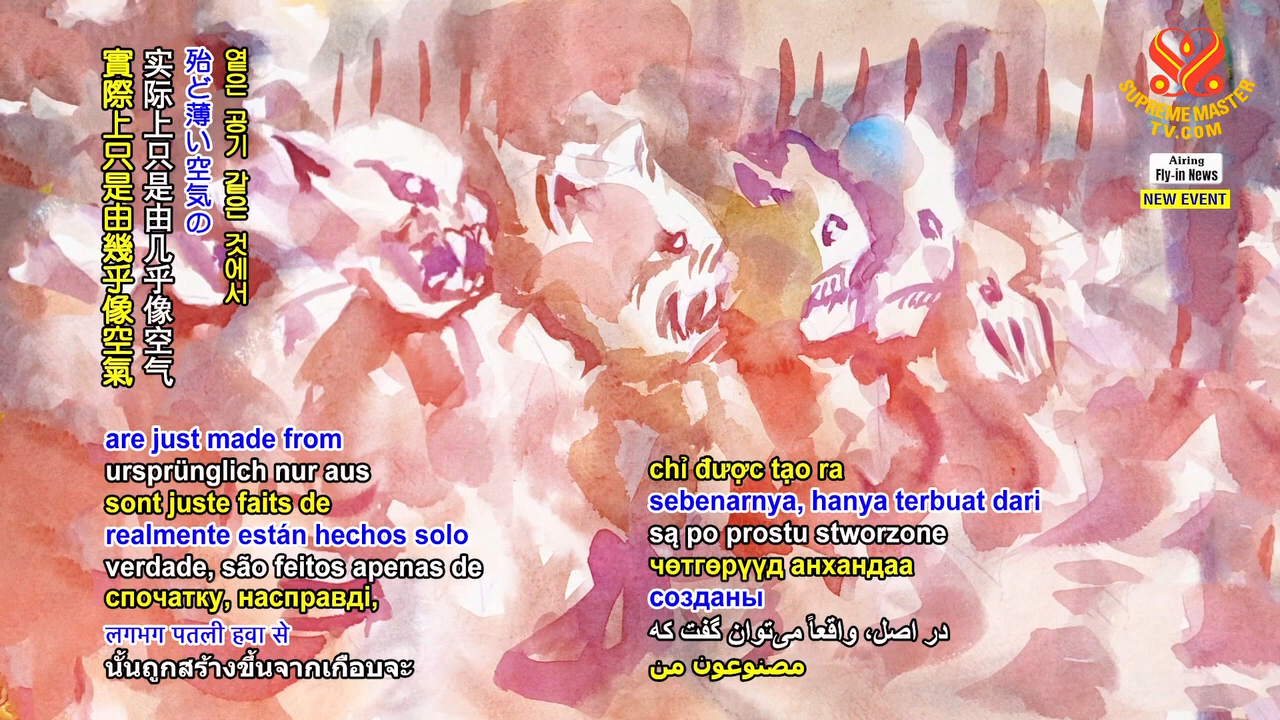 實際上只是由幾乎像空氣
实际上只是由几乎像空气
殆ど薄い空気の
옅은 공기 같은 것에서
SUPREME MASTER
TV.COM
Airing
Fly-in News
NEW EVENT
are just made from
ursprünglich nur aus
sont juste faits de
realmente están hechos solo
verdade, são feitos apenas de
спочатку, насправді,
लगभग पतली हवा से
นั้นถูกสร้างขึ้นจากเกือบจะ
chỉ được tạo ra
sebenarnya, hanya terbuat dari
są po prostu stworzone
чөтгөрүүд анхандаа
созданы
در اصل، واقعاً می‌توان گفت که
مصنوعون من